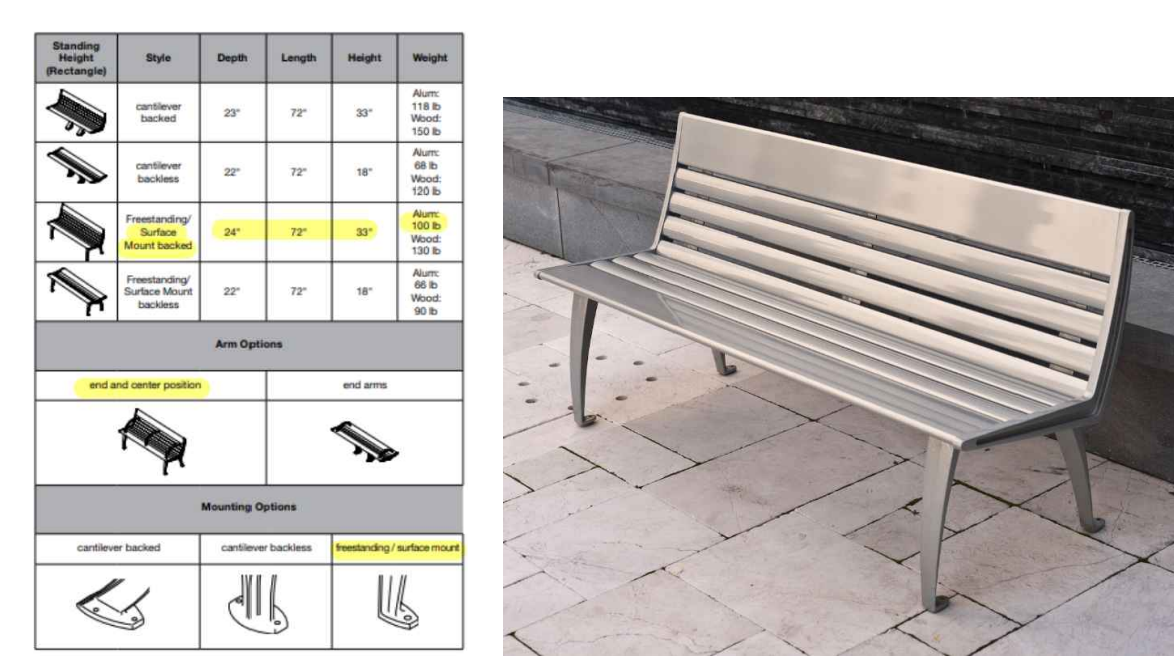 Standing
Height
(Rectangle)
Style
Depth
Length
Height
Weight
cantilever
backed
23"
72"
33"
Alum:
118 lb
Wood:
150 lb
cantilever
backless
22"
72"
18"
Alum:
68 lb
Wood:
120 lb
Freestanding/
Surface
Mount backed
24"
72"
33"
Alum:
100 lb
Wood:
130 lb
Freestanding/
Surface Mount
backless
22"
72"
18"
Alum:
66 lb
Wood:
90 lb
Arm Options
end and center position
end arms
Mounting Options
cantilever backed
cantilever backless
freestanding / surface mount